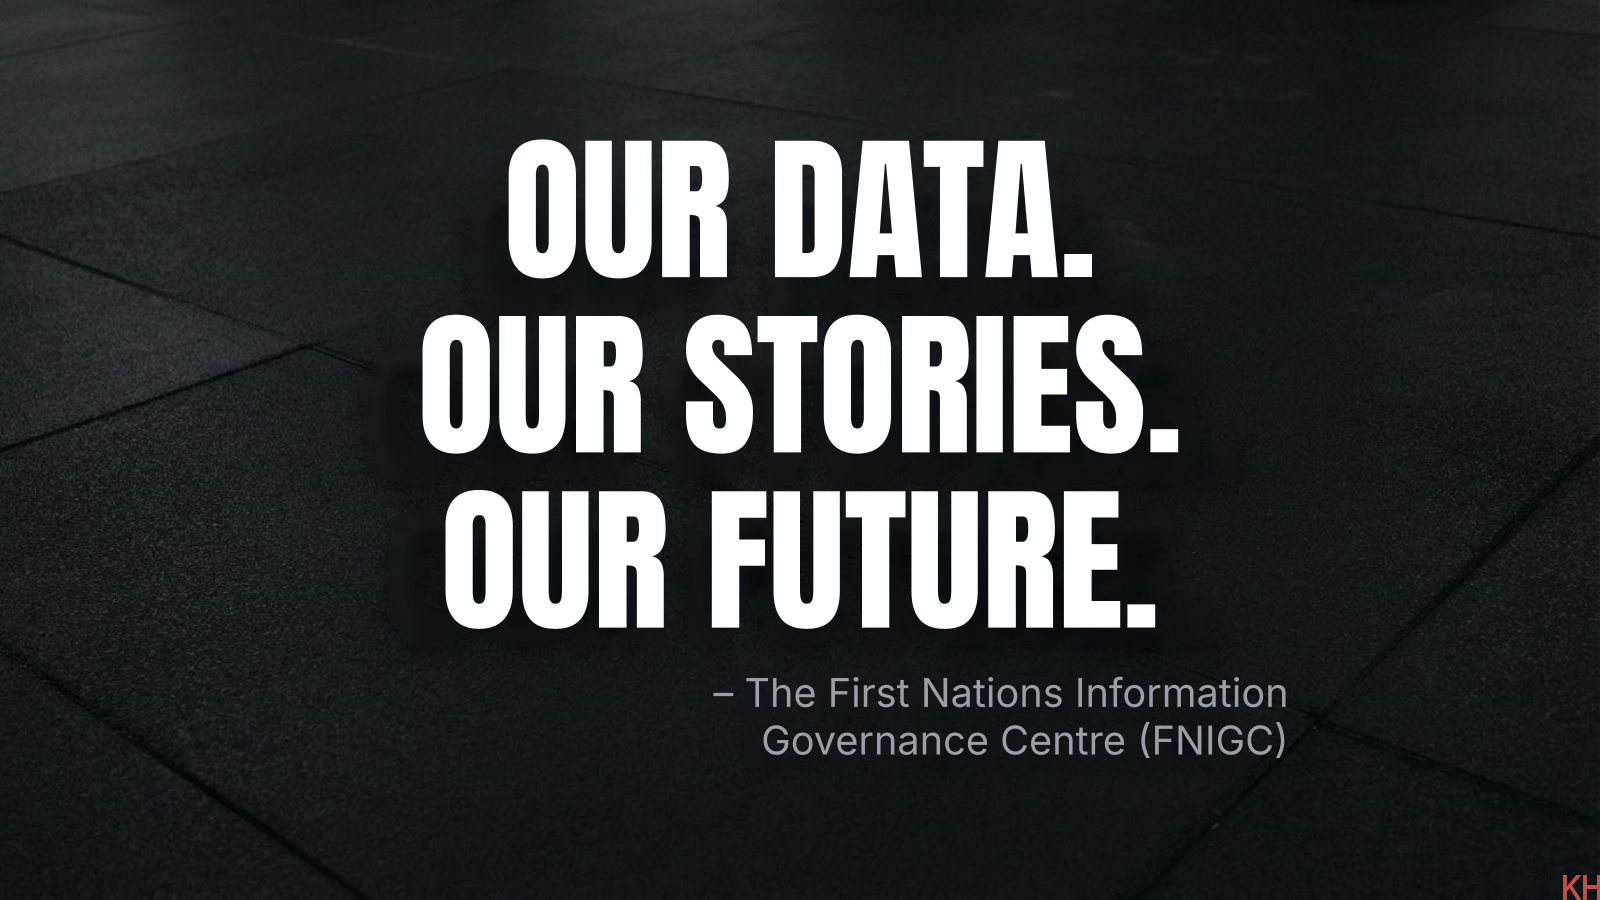 OUR DATA.
OUR STORIES.
OUR FUTURE.
– The First Nations Information
Governance Centre (FNIGC)
KH